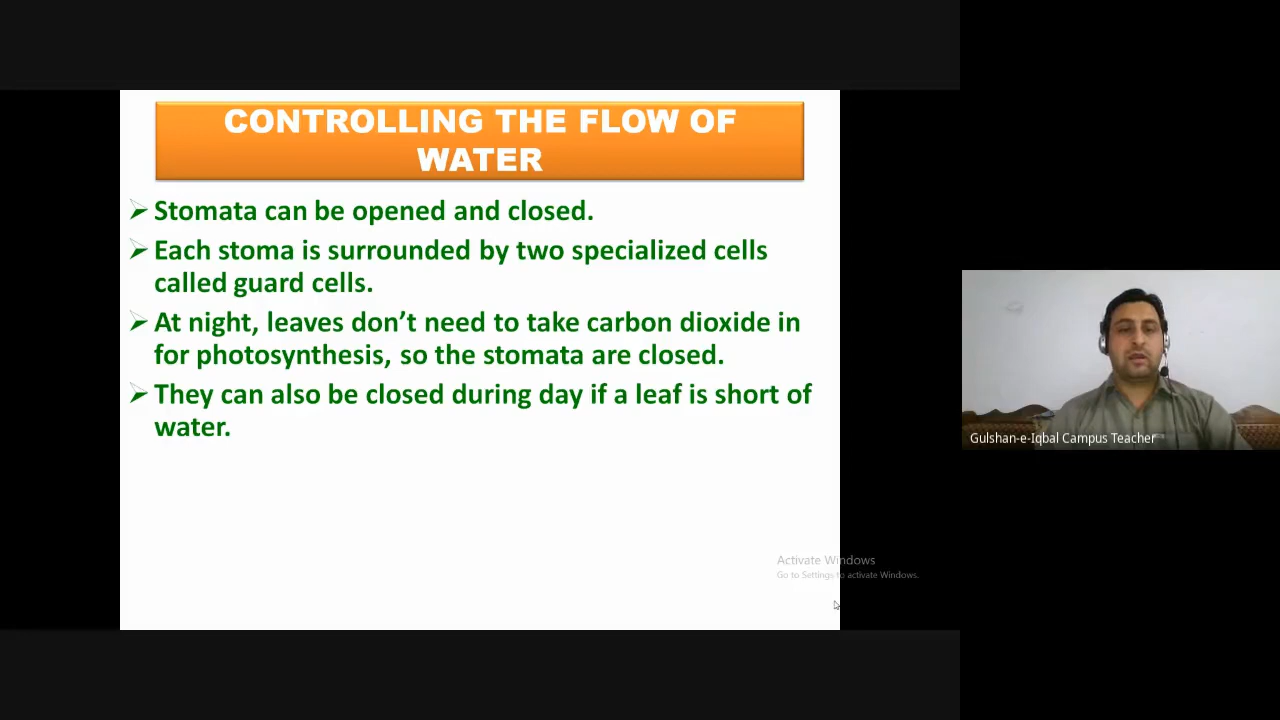 CONTROLLING THE FLOW OF
WATER
➢ Stomata can be opened and closed.
➢ Each stoma is surrounded by two specialized cells
called guard cells.
➢ At night, leaves don’t need to take carbon dioxide in
for photosynthesis, so the stomata are closed.
➢ They can also be closed during day if a leaf is short of
water.
Gulshan-e-Iqbal Campus Teacher
Activate Windows
Go to Settings to activate Windows.